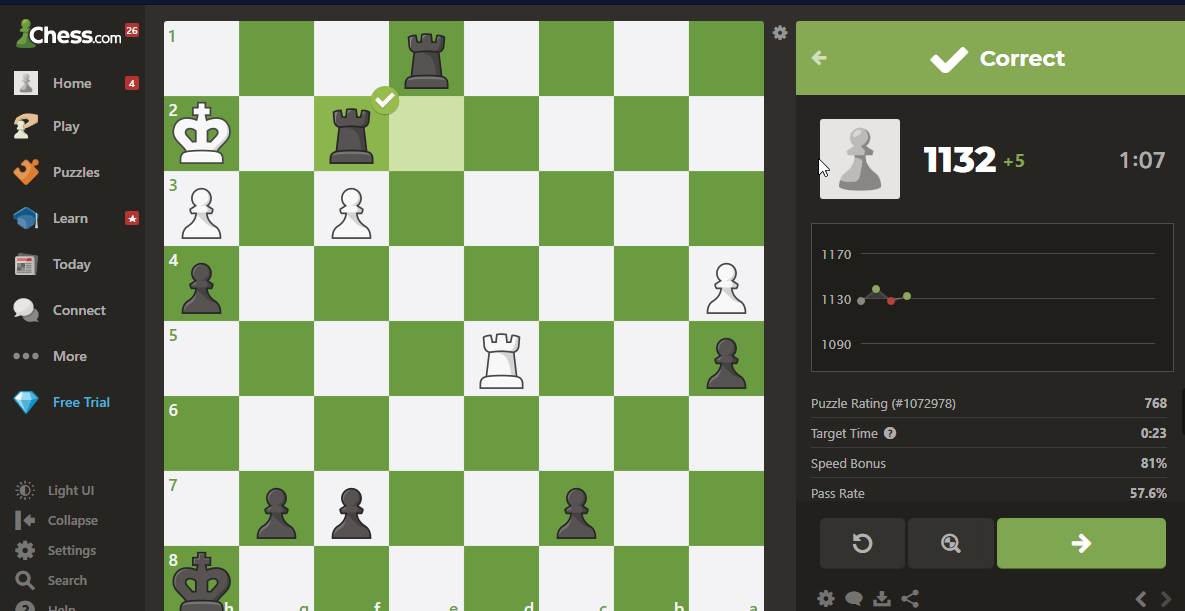 Chess.com 26
Home 4
Play
Puzzles
Learn
Today
Connect
More
Free Trial
Light UI
Collapse
Settings
Search
Help
1
2
3
4
5
6
7
8
h g f e d c b a
Correct
1132 +5 1:07
1170
1130
1090
Puzzle Rating (#1072978) 768
Target Time ? 0:23
Speed Bonus 81%
Pass Rate 57.6%